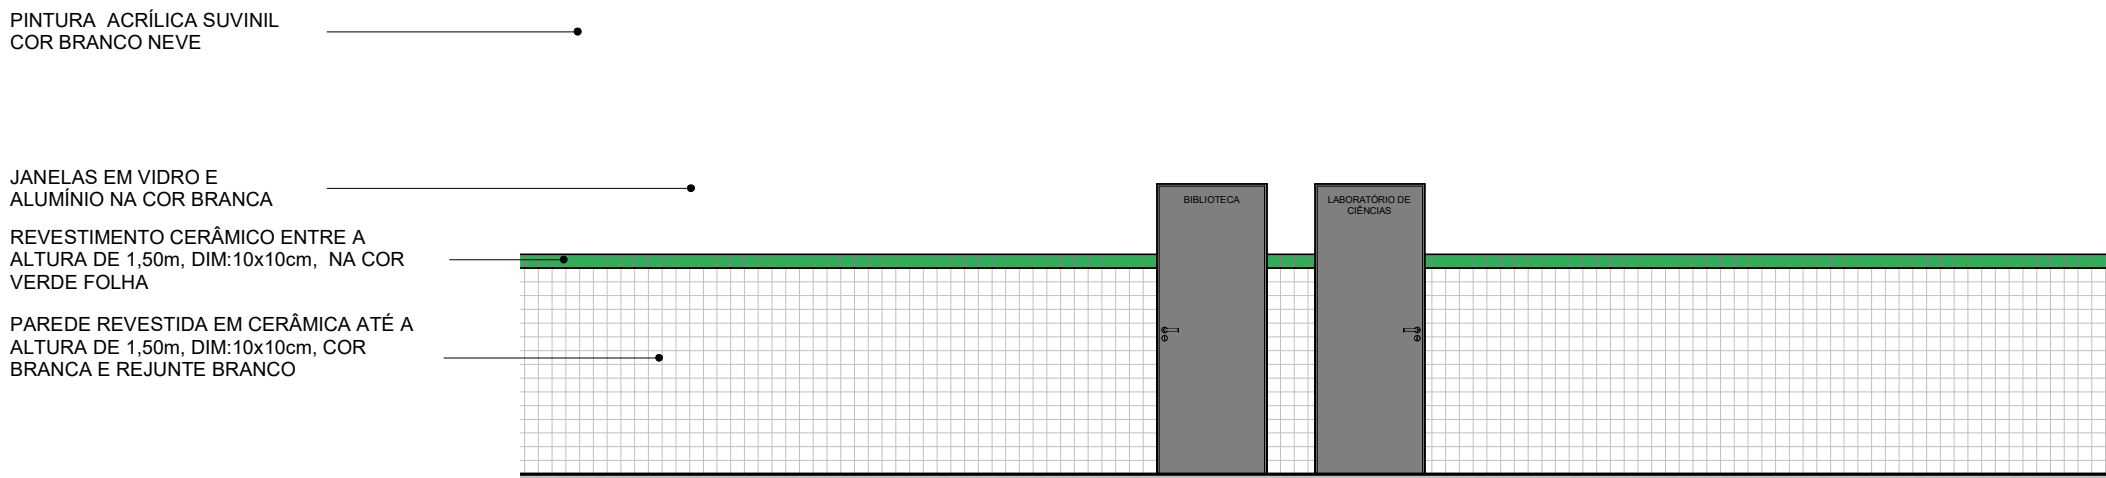 PINTURA  ACRÍLICA SUVINIL
COR BRANCO NEVE
JANELAS EM VIDRO E
ALUMÍNIO NA COR BRANCA
REVESTIMENTO CERÂMICO ENTRE A
ALTURA DE 1,50m, DIM:10x10cm,  NA COR
VERDE FOLHA
PAREDE REVESTIDA EM CERÂMICA ATÉ A
ALTURA DE 1,50m, DIM:10x10cm, COR
BRANCA E REJUNTE BRANCO
BIBLIOTECA
LABORATÓRIO DE
CIÊNCIAS